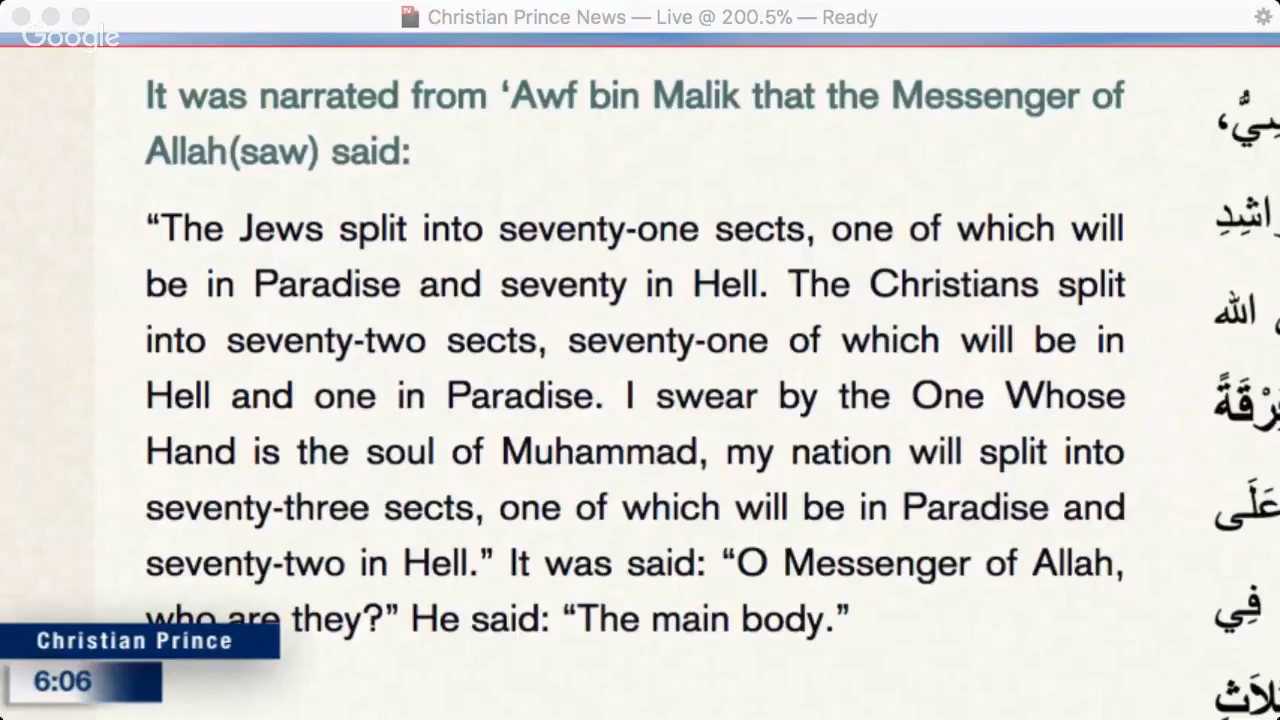 Christian Prince News — Live @ 200.5% — Ready
Google
It was narrated from ‘Awf bin Malik that the Messenger of
Allah(saw) said:
“The Jews split into seventy-one sects, one of which will
be in Paradise and seventy in Hell. The Christians split
into seventy-two sects, seventy-one of which will be in
Hell and one in Paradise. I swear by the One Whose
Hand is the soul of Muhammad, my nation will split into
seventy-three sects, one of which will be in Paradise and
seventy-two in Hell.” It was said: “O Messenger of Allah,
who are they?” He said: “The main body.”
الله
عَلَى
فِي
Christian Prince
6:06